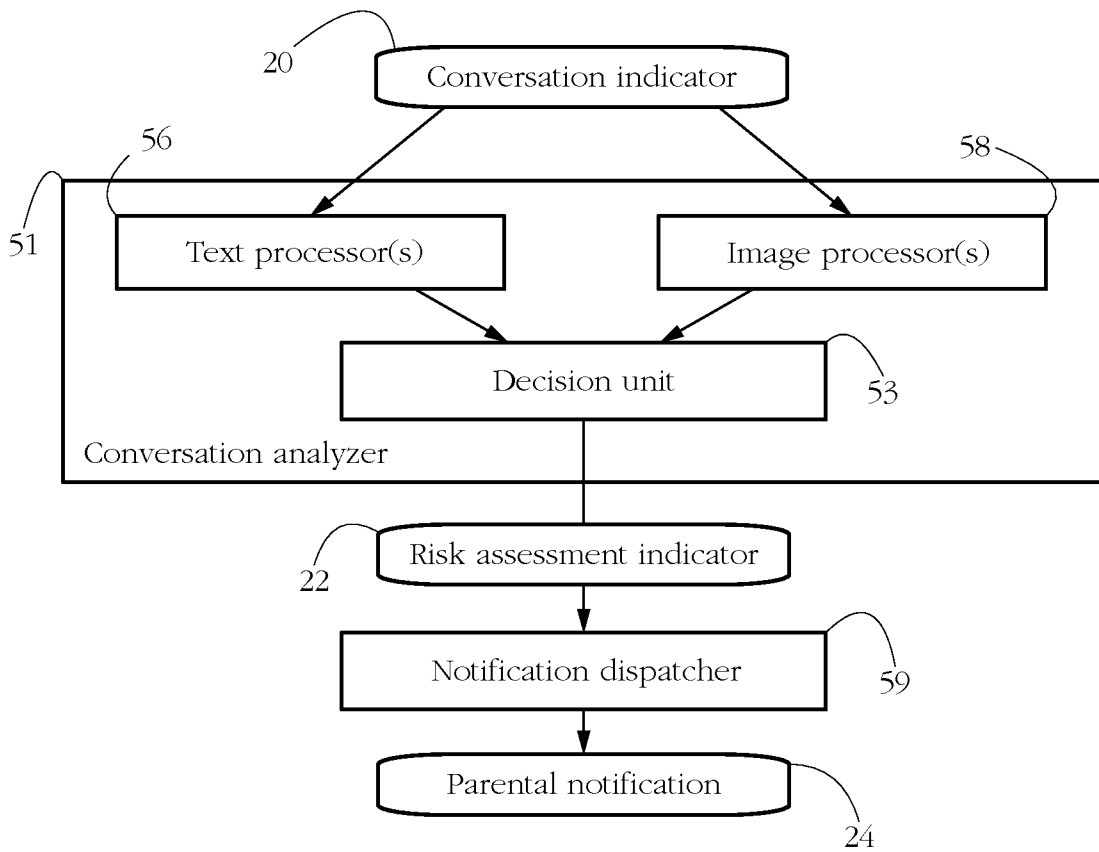 20
Conversation indicator
56
58
51
Text processor(s)
Image processor(s)
Decision unit
53
Conversation analyzer
Risk assessment indicator
22
Notification dispatcher
59
Parental notification
24